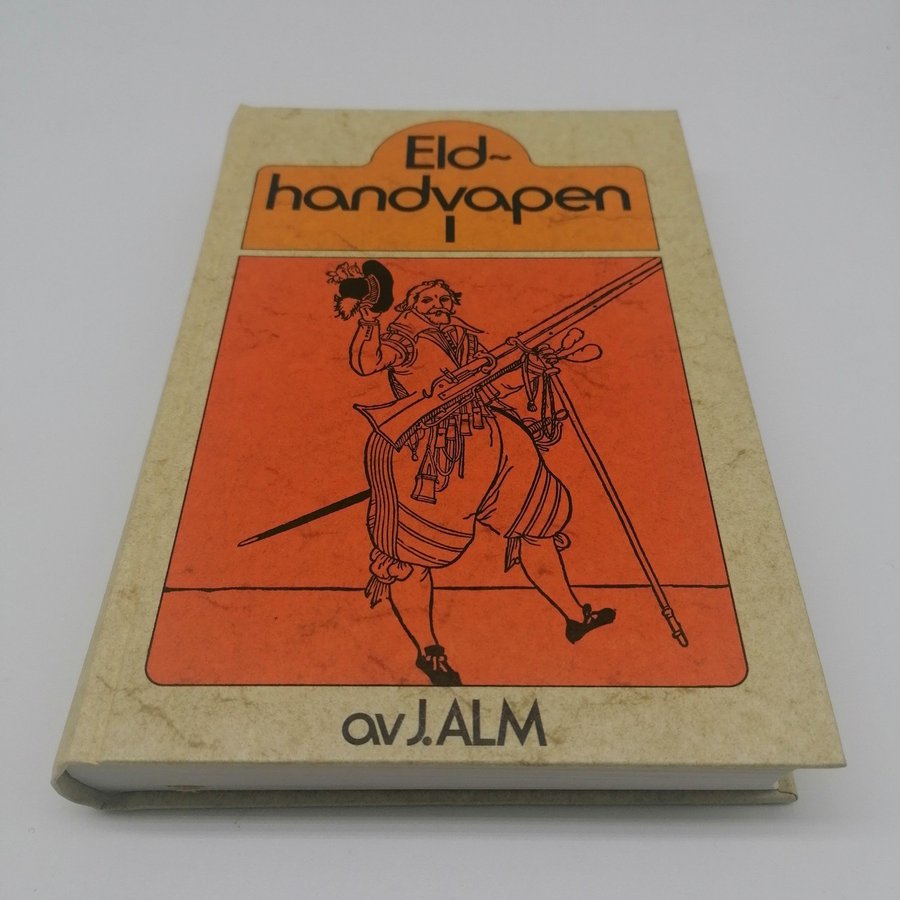 Eld~
handvapen
I
av J. ALM